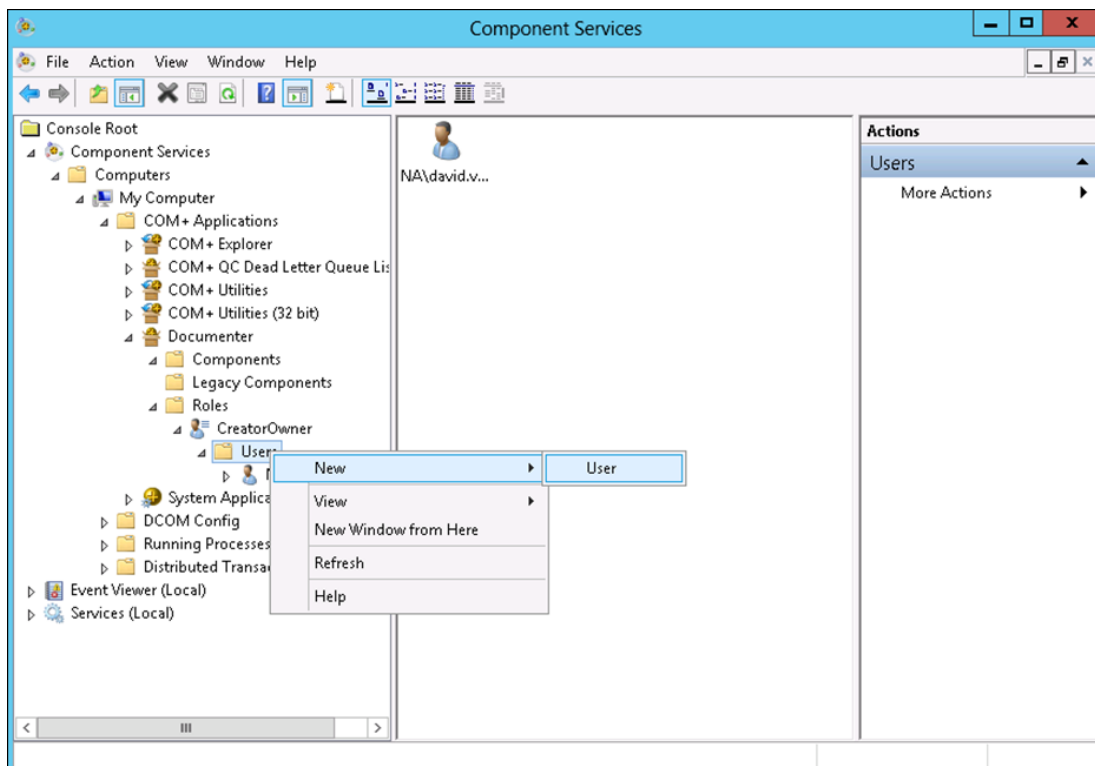 Component Services
File Action View Window Help
Console Root
Component Services
Computers
My Computer
COM+ Applications
COM+ Explorer
COM+ QC Dead Letter Queue Lis
COM+ Utilities
COM+ Utilities (32 bit)
Documenter
Components
Legacy Components
Roles
CreatorOwner
Users
System Applica
DCOM Config
Running Processes
Distributed Transa
Event Viewer (Local)
Services (Local)
NA\david.v...
New
User
View
New Window from Here
Refresh
Help
Actions
Users
More Actions